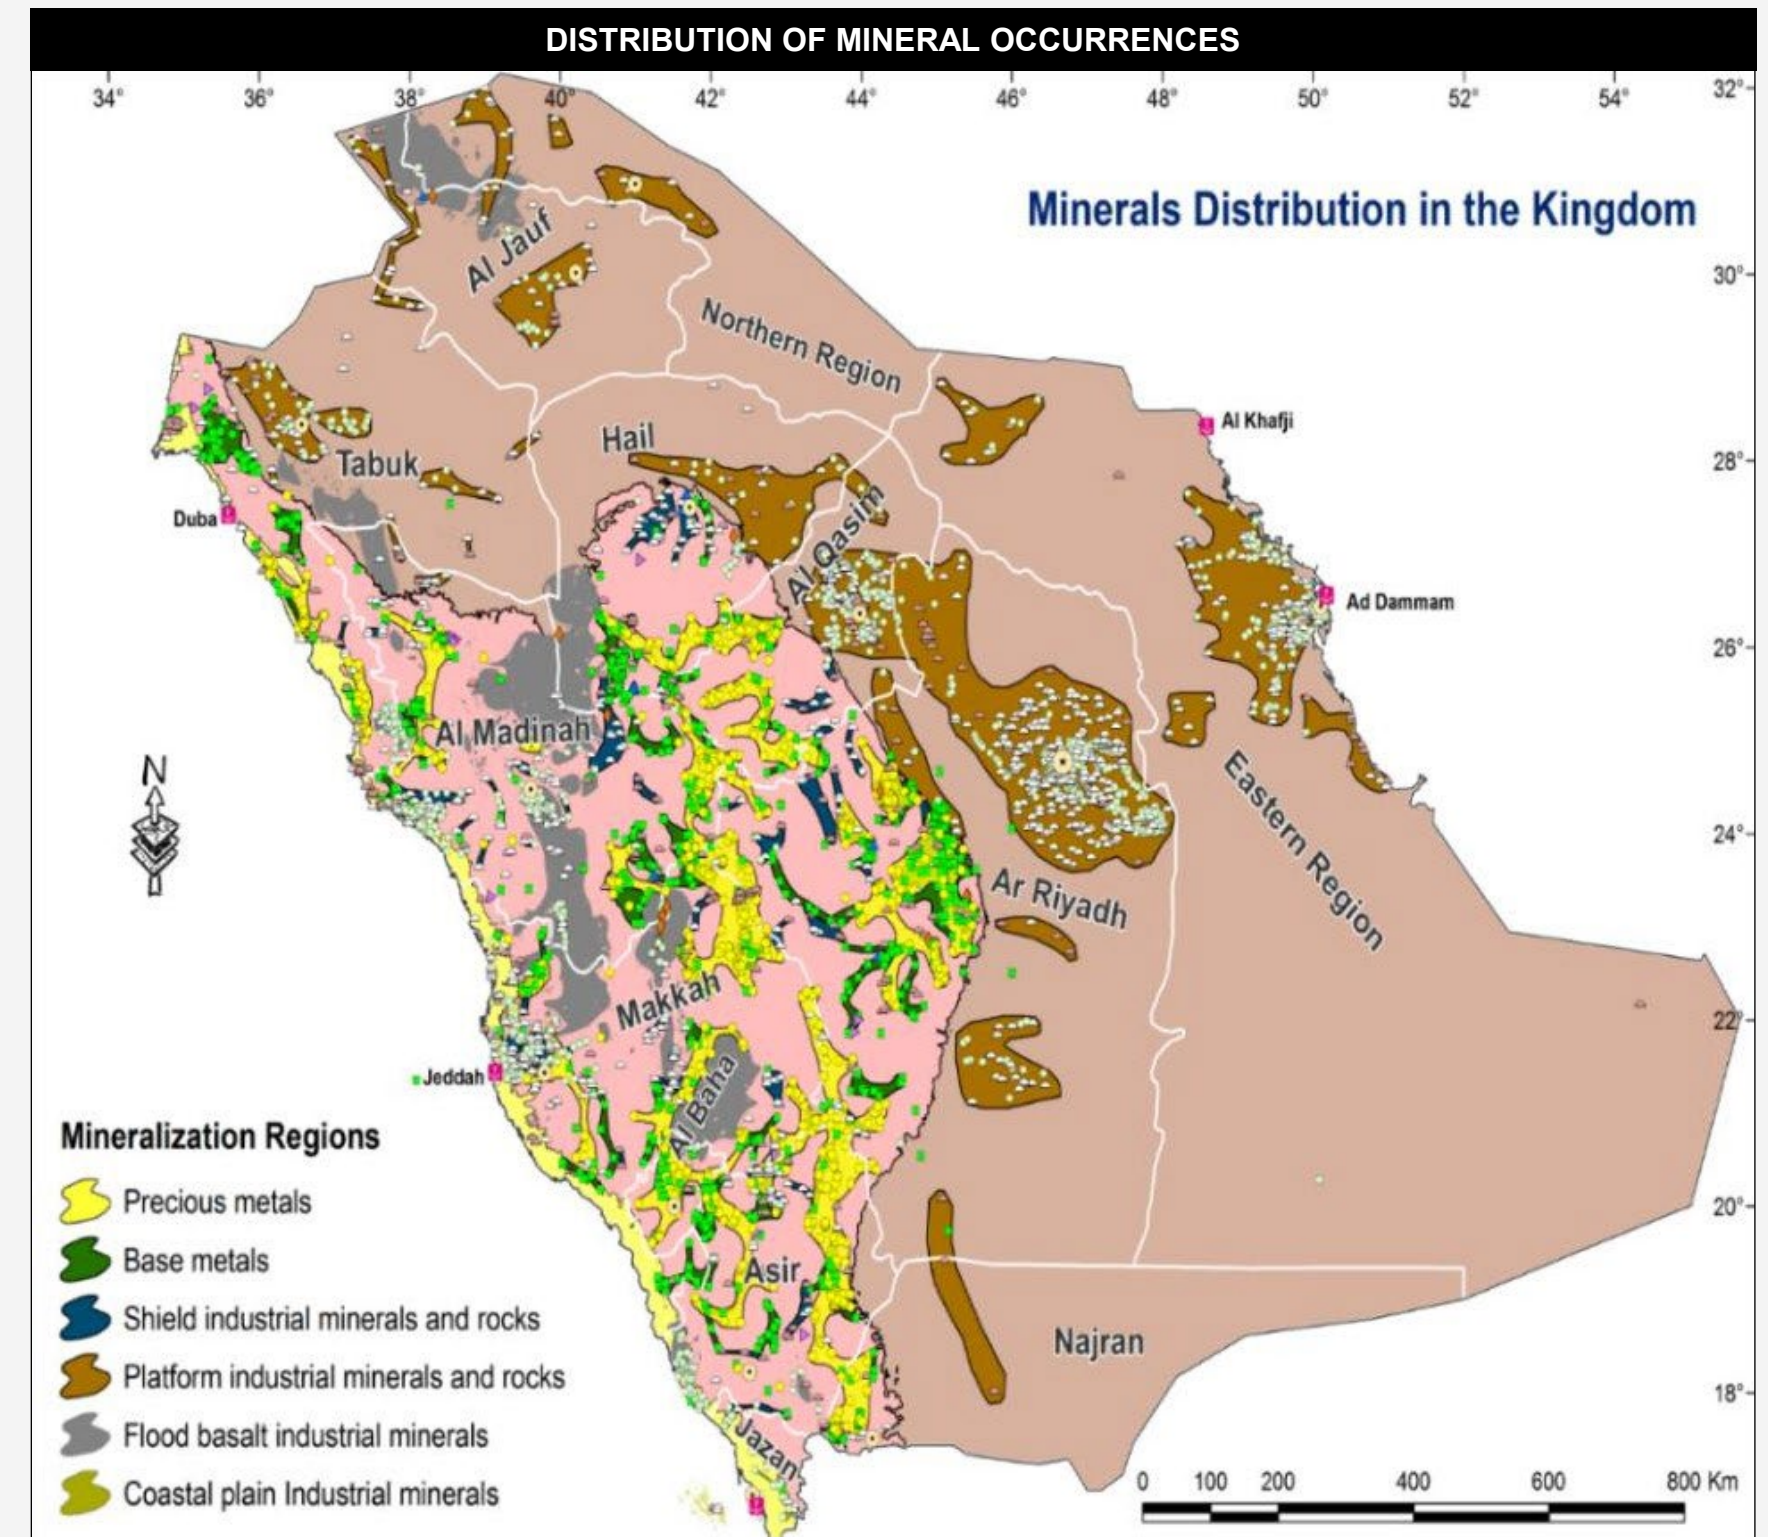 DISTRIBUTION OF MINERAL OCCURRENCES
34° 36° 38° 40° 42° 44° 46° 48° 50° 52° 54° 32°
Minerals Distribution in the Kingdom
Al Jauf
30°
Northern Region
Al Khafji
Hail
28°
Tabuk
Al Qasim
Duba
Ad Dammam
26°
Al Madinah
N
Eastern Region
24°
Ar Riyadh
Makkah
22°
Jeddah
Al Baha
Mineralization Regions
Precious metals
20°
Base metals
Asir
Shield industrial minerals and rocks
Najran
Platform industrial minerals and rocks
18°
Flood basalt industrial minerals
Jazan
0 100 200 400 600 800 Km
Coastal plain Industrial minerals